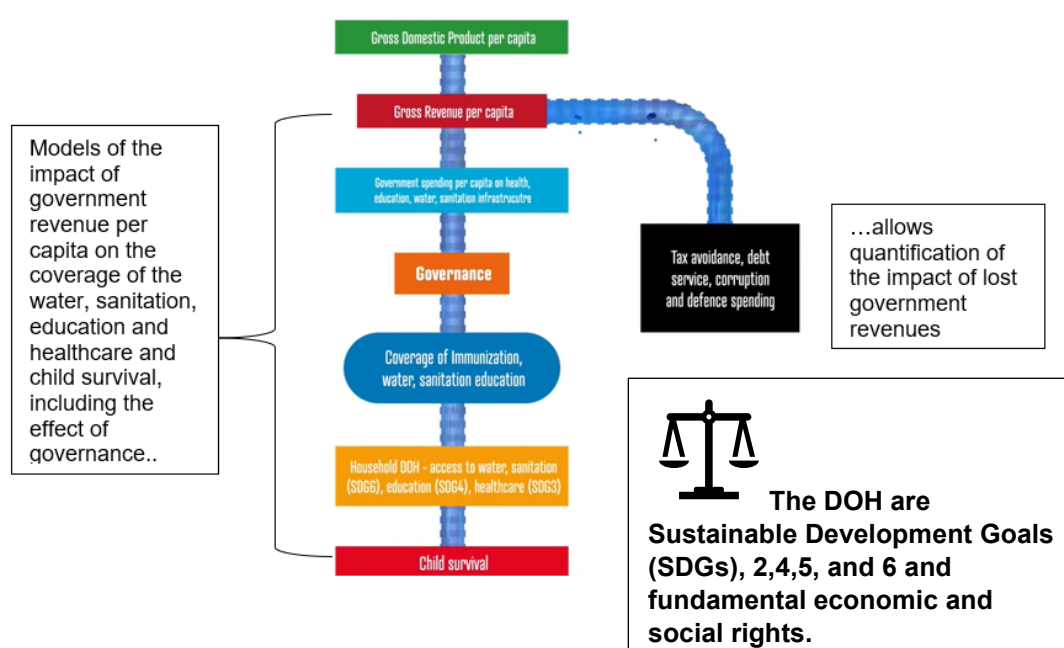 Gross Domestic Product per capita
Gross Revenue per capita
Models of the
impact of
government
revenue per
capita on the
coverage of the
water, sanitation,
education and
healthcare and
child survival,
including the
effect of
governance..
Government spending per capita on health,
education, water, sanitation infrastrucutre
Governance
Tax avoidance, debt
service, corruption
and defence spending
…allows
quantification of
the impact of lost
government
revenues
Coverage of Immunization,
water, sanitation education
Household DOH - access to water, sanitation
(SDG6), education (SDG4), healthcare (SDG3)
Child survival
The DOH are
Sustainable Development Goals
(SDGs), 2,4,5, and 6 and
fundamental economic and
social rights.